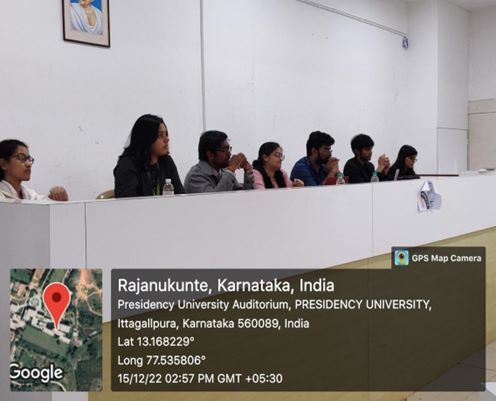 GPS Map Camera
Rajanukunte, Karnataka, India
Presidency University Auditorium, PRESIDENCY UNIVERSITY,
Ittagallpura, Karnataka 560089, India
Lat 13.168229°
Long 77.535806°
15/12/22 02:57 PM GMT +05:30
Google